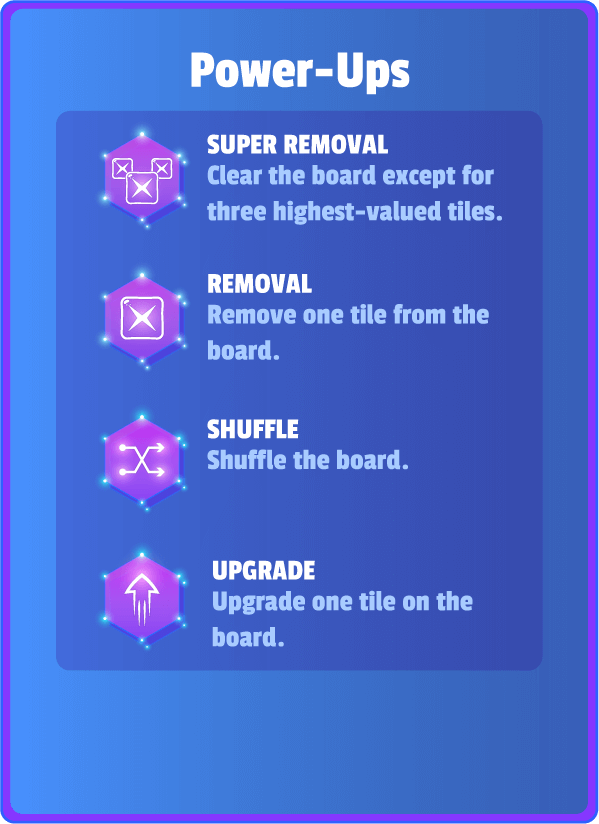 Power-Ups
SUPER REMOVAL
Clear the board except for
three highest-valued tiles.
REMOVAL
Remove one tile from the
board.
SHUFFLE
Shuffle the board.
UPGRADE
Upgrade one tile on the
board.